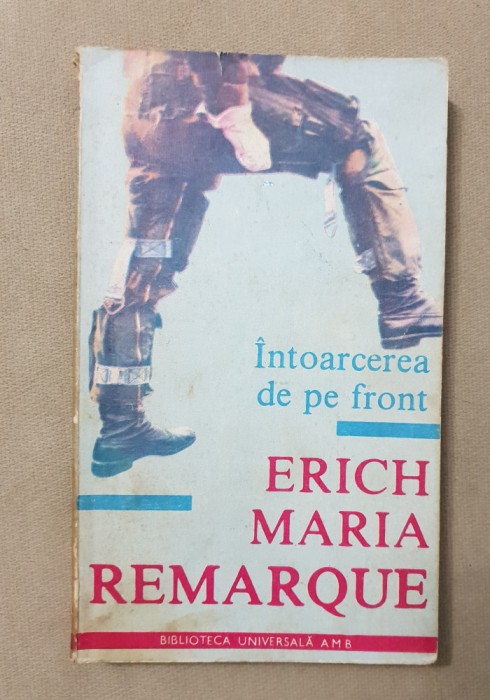 Întoarcerea
de pe front
ERICH
MARIA
REMARQUE
BIBLIOTECA UNIVERSALĂ AMB